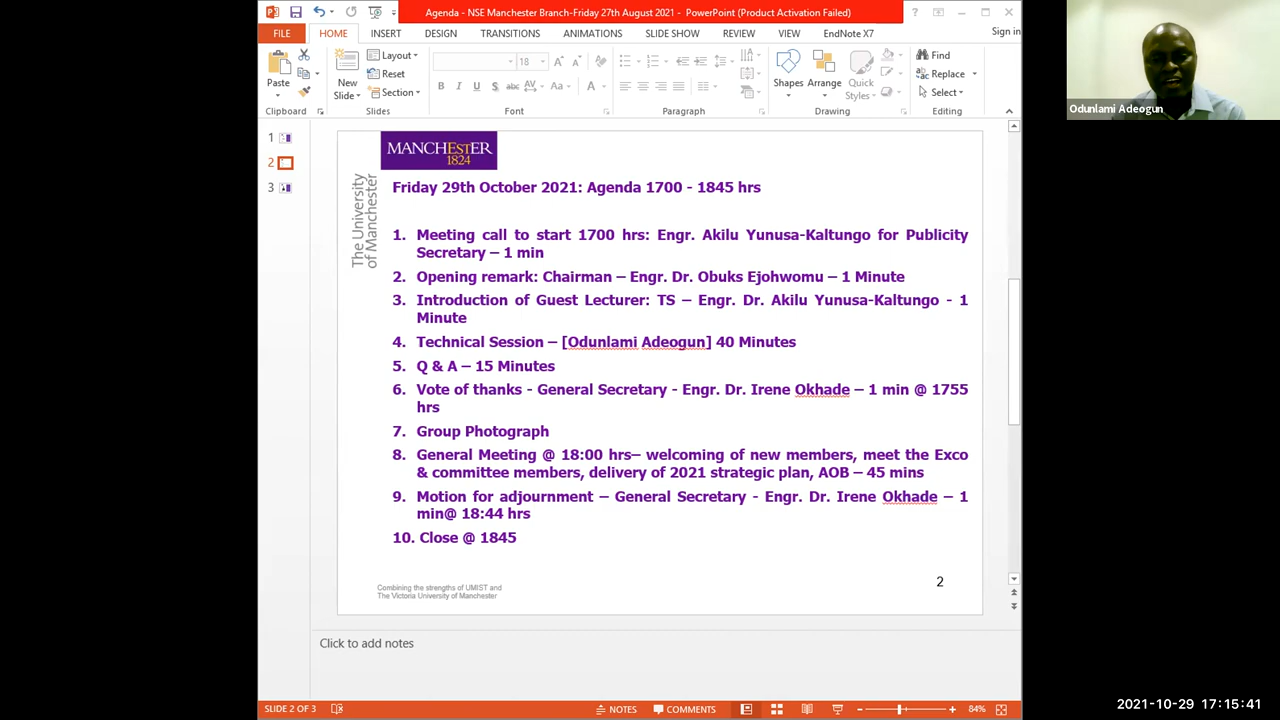 Agenda - NSE Manchester Branch-Friday 27th August 2021 - PowerPoint (Product Activation Failed)
FILE HOME INSERT DESIGN TRANSITIONS ANIMATIONS SLIDE SHOW REVIEW VIEW EndNote X7 Sign in
Paste
New Slide
Layout
Reset
Section
18
B I U S abc AV Aa A
Shapes
Arrange
Quick Styles
Find
Replace
Select
Clipboard Slides Font Paragraph Drawing Editing
Odunlami Adeogun
1
2
3
MANCHESTER
1824
The University
of Manchester
Friday 29th October 2021: Agenda 1700 - 1845 hrs
1. Meeting call to start 1700 hrs: Engr. Akilu Yunusa-Kaltungo for Publicity
Secretary – 1 min
2. Opening remark: Chairman – Engr. Dr. Obuks Ejohwomu – 1 Minute
3. Introduction of Guest Lecturer: TS – Engr. Dr. Akilu Yunusa-Kaltungo - 1
Minute
4. Technical Session – [Odunlami Adeogun] 40 Minutes
5. Q & A – 15 Minutes
6. Vote of thanks - General Secretary - Engr. Dr. Irene Okhade – 1 min @ 1755
hrs
7. Group Photograph
8. General Meeting @ 18:00 hrs– welcoming of new members, meet the Exco
& committee members, delivery of 2021 strategic plan, AOB – 45 mins
9. Motion for adjournment – General Secretary - Engr. Dr. Irene Okhade – 1
min@ 18:44 hrs
10. Close @ 1845
Combining the strengths of UMIST and
The Victoria University of Manchester
2
Click to add notes
SLIDE 2 OF 3 NOTES COMMENTS 84%
2021-10-29 17:15:41